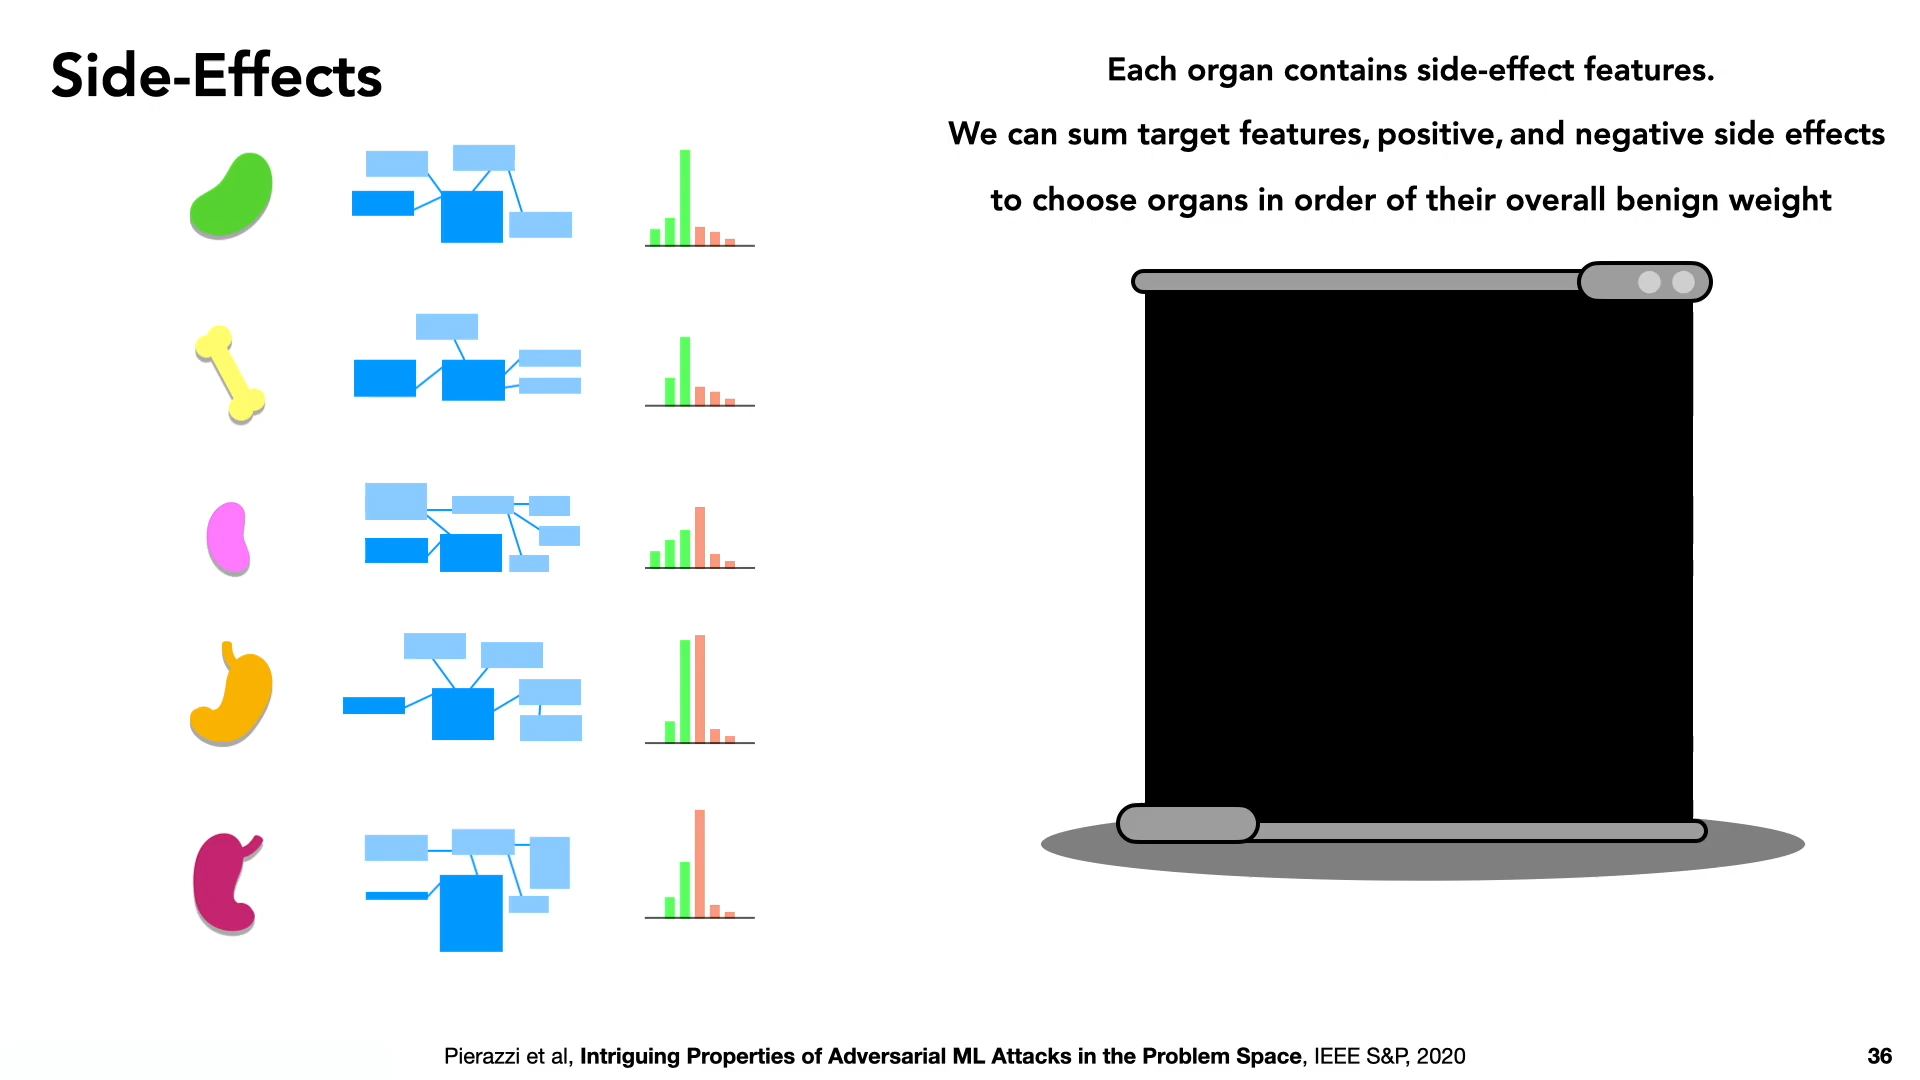 Side-Effects
Each organ contains side-effect features.
We can sum target features, positive, and negative side effects
to choose organs in order of their overall benign weight
Pierazzi et al, Intriguing Properties of Adversarial ML Attacks in the Problem Space, IEEE S&P, 2020
36